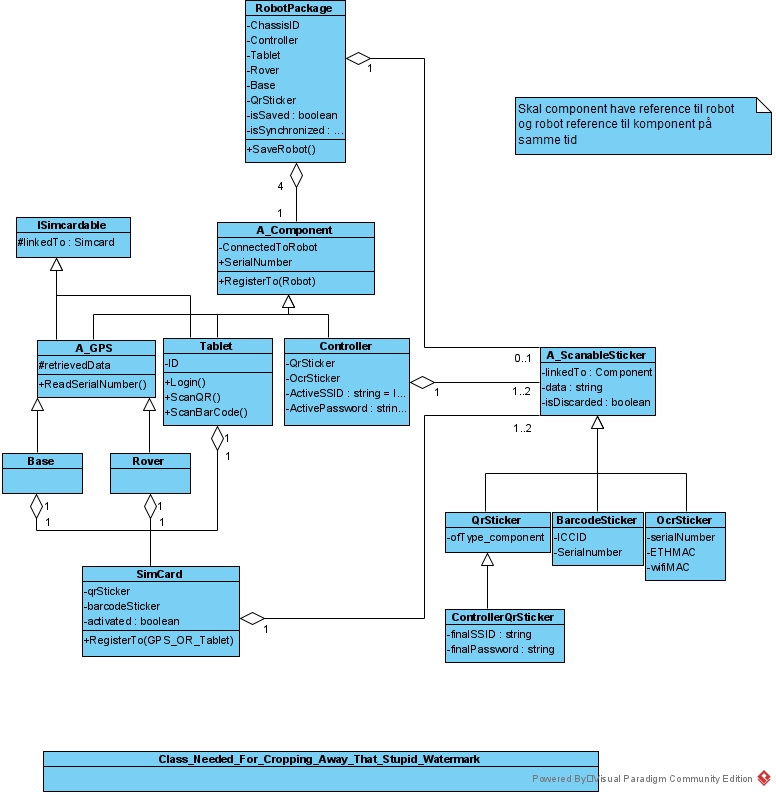 RobotPackage
-ChassisID
-Controller
-Tablet
-Rover
-Base
-QrSticker
-isSaved : boolean
-isSynchronized : ...
+SaveRobot()
1
Skal component have reference til robot
og robot reference til komponent på
samme tid
4
1
ISimcardable
#linkedTo : Simcard
A_Component
-ConnectedToRobot
+SerialNumber
+RegisterTo(Robot)
A_GPS
#retrievedData
+ReadSerialNumber()
Tablet
-ID
+Login()
+ScanQR()
+ScanBarCode()
Controller
-QrSticker
-OcrSticker
-ActiveSSID : string = I...
-ActivePassword : strin...
1
0..1
1..2
1..2
A_ScanableSticker
-linkedTo : Component
-data : string
-isDiscarded : boolean
1
1
Base
Rover
1
1
1
1
QrSticker
-ofType_component
BarcodeSticker
-ICCID
-Serialnumber
OcrSticker
-serialNumber
-ETHMAC
-wifiMAC
SimCard
-qrSticker
-barcodeSticker
-activated : boolean
+RegisterTo(GPS_OR_Tablet)
1
ControllerQrSticker
-finalSSID : string
-finalPassword : string
Class_Needed_For_Cropping_Away_That_Stupid_Watermark
Powered By Visual Paradigm Community Edition